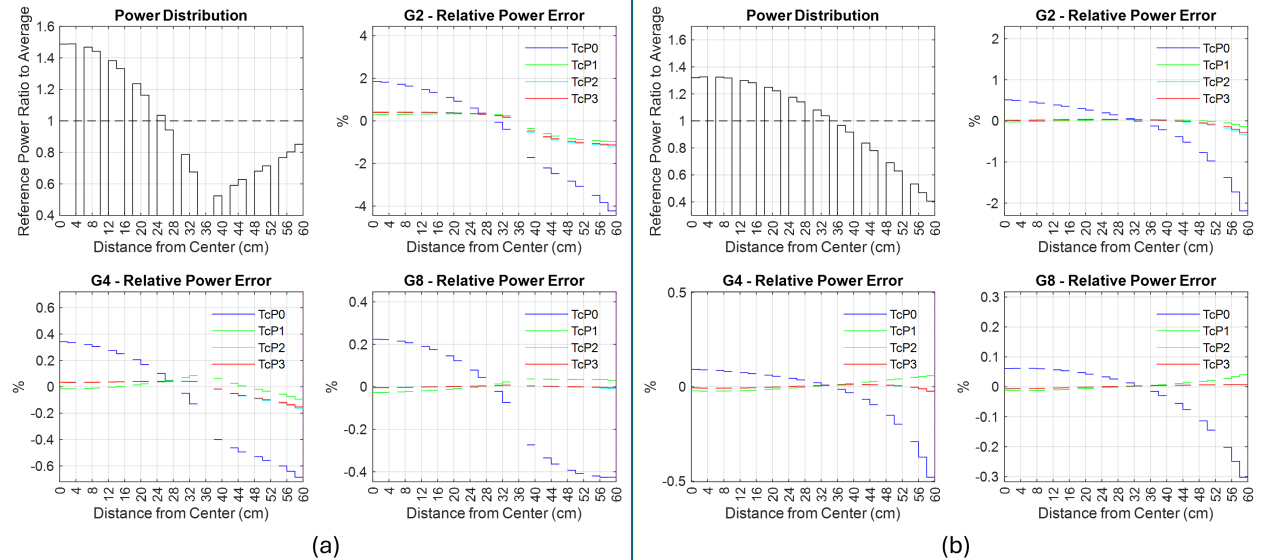 Power Distribution
Reference Power Ratio to Average
1.6
1.4
1.2
1
0.8
0.6
0.4
0 4 8 12 16 20 24 28 32 36 40 44 48 52 56 60
Distance from Center (cm)
G2 - Relative Power Error
%
4
2
0
-2
-4
TcP0
TcP1
TcP2
TcP3
0 4 8 12 16 20 24 28 32 36 40 44 48 52 56 60
Distance from Center (cm)
G4 - Relative Power Error
%
0.6
0.4
0.2
0
-0.2
-0.4
-0.6
TcP0
TcP1
TcP2
TcP3
0 4 8 12 16 20 24 28 32 36 40 44 48 52 56 60
Distance from Center (cm)
G8 - Relative Power Error
%
0.4
0.2
0
-0.2
-0.4
TcP0
TcP1
TcP2
TcP3
0 4 8 12 16 20 24 28 32 36 40 44 48 52 56 60
Distance from Center (cm)
(a)
Power Distribution
Reference Power Ratio to Average
1.6
1.4
1.2
1
0.8
0.6
0.4
0 4 8 12 16 20 24 28 32 36 40 44 48 52 56 60
Distance from Center (cm)
G2 - Relative Power Error
%
2
1
0
-1
-2
TcP0
TcP1
TcP2
TcP3
0 4 8 12 16 20 24 28 32 36 40 44 48 52 56 60
Distance from Center (cm)
G4 - Relative Power Error
%
0.5
0
-0.5
TcP0
TcP1
TcP2
TcP3
0 4 8 12 16 20 24 28 32 36 40 44 48 52 56 60
Distance from Center (cm)
G8 - Relative Power Error
%
0.3
0.2
0.1
0
-0.1
-0.2
-0.3
TcP0
TcP1
TcP2
TcP3
0 4 8 12 16 20 24 28 32 36 40 44 48 52 56 60
Distance from Center (cm)
(b)